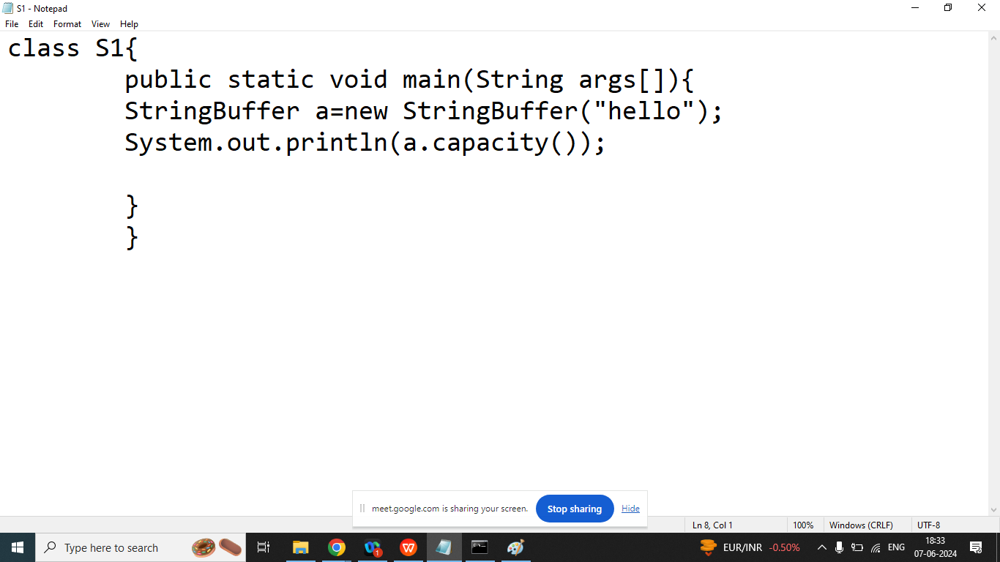 S1 - Notepad
File Edit Format View Help
class S1{
public static void main(String args[]){
StringBuffer a=new StringBuffer("hello");
System.out.println(a.capacity());
}
}
meet.google.com is sharing your screen. Stop sharing Hide
Ln 8, Col 1 100% Windows (CRLF) UTF-8
Type here to search EUR/INR -0.50% ENG 18:33
07-06-2024